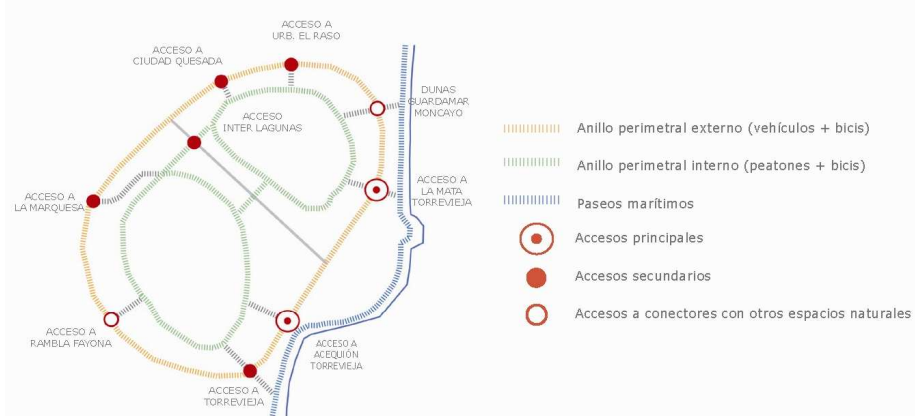 ACCESO A
URB. EL RASO
ACCESO A
CIUDAD QUESADA
DUNAS
GUARDAMAR
MONCAYO
ACCESO
INTER LAGUNAS
ACCESO A
LA MATA
TORREVIEJA
ACCESO A
LA MARQUESA
ACCESO A
RAMBLA FAYONA
ACCESO A
ACEQUIÓN
TORREVIEJA
ACCESO A
TORREVIEJA
Anillo perimetral externo (vehículos + bicis)
Anillo perimetral interno (peatones + bicis)
Paseos marítimos
Accesos principales
Accesos secundarios
Accesos a conectores con otros espacios naturales